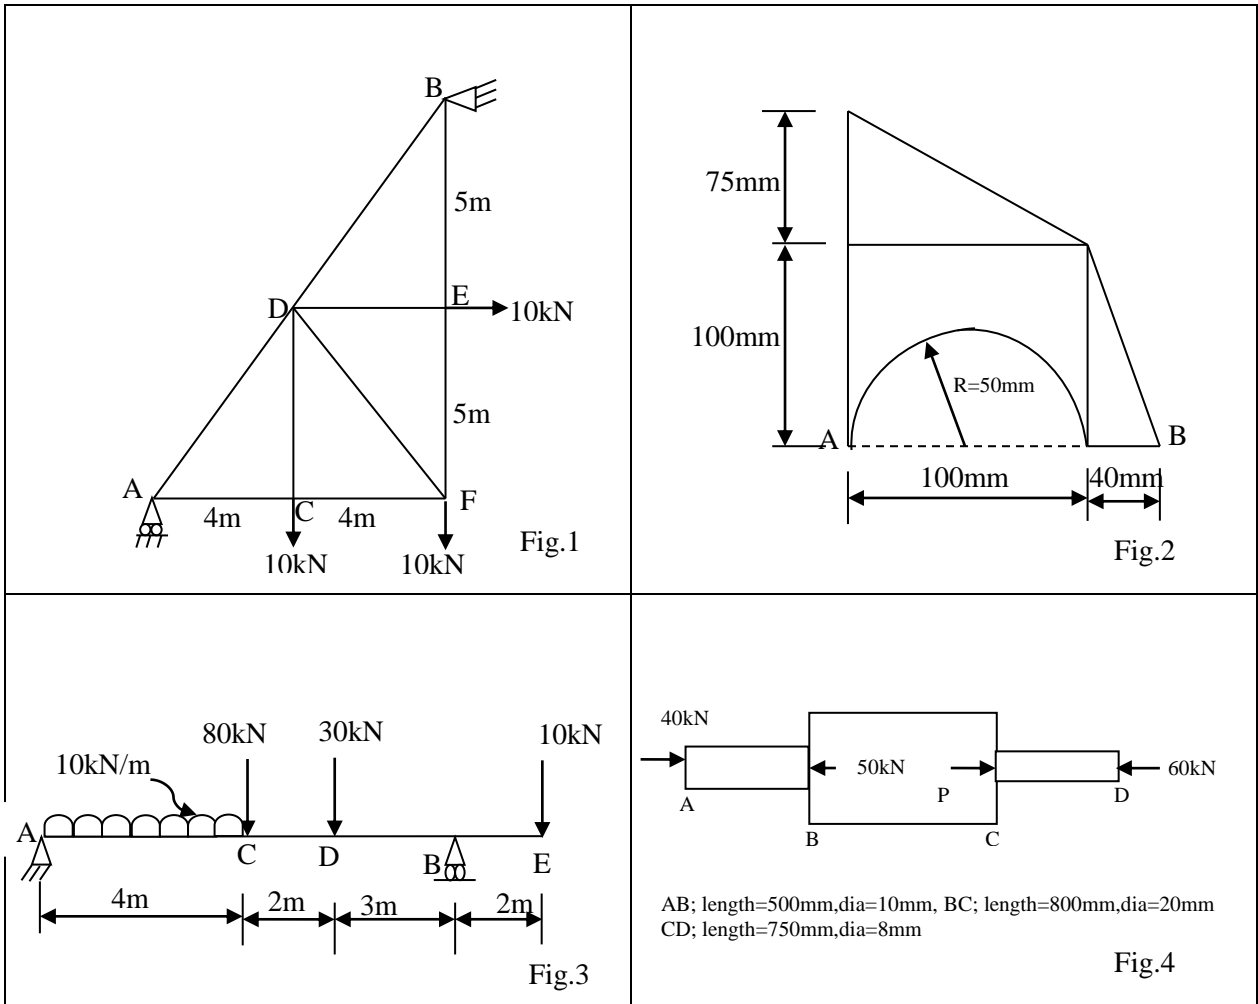 B
5m
D
E
10kN
5m
A
C
F
4m
4m
10kN
10kN
Fig.1
75mm
100mm
R=50mm
A
B
100mm
40mm
Fig.2
80kN
30kN
10kN
10kN/m
A
C
D
B
E
4m
2m
3m
2m
Fig.3
40kN
50kN
P
60kN
A
D
B
C
AB; length=500mm,dia=10mm, BC; length=800mm,dia=20mm
CD; length=750mm,dia=8mm
Fig.4